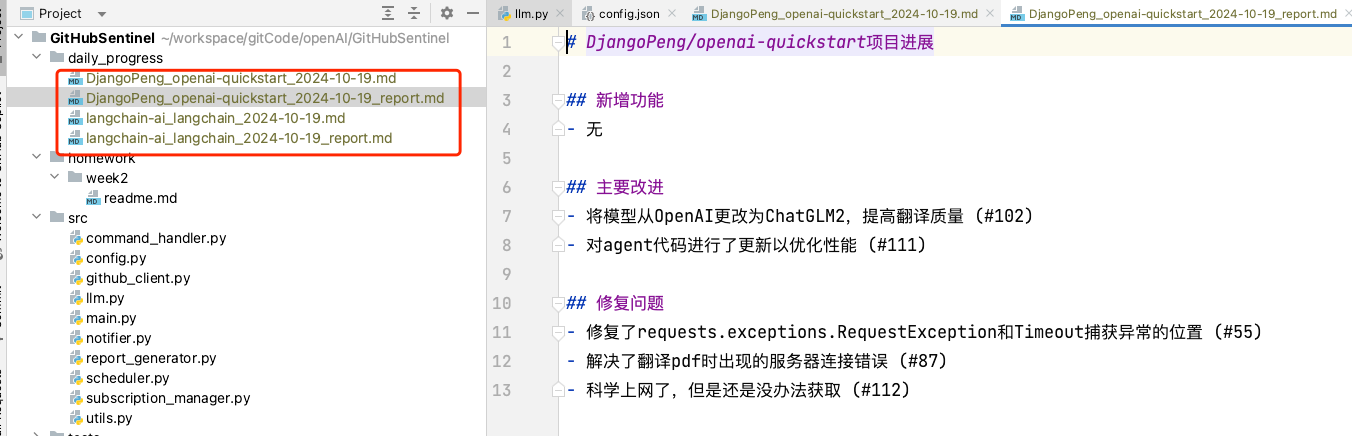 Project
GitHubSentinel ~/workspace/gitCode/openAI/GitHubSentinel
daily_progress
DjangoPeng_openai-quickstart_2024-10-19.md
DjangoPeng_openai-quickstart_2024-10-19_report.md
langchain-ai_langchain_2024-10-19.md
langchain-ai_langchain_2024-10-19_report.md
homework
week2
readme.md
src
command_handler.py
config.py
github_client.py
llm.py
main.py
notifier.py
report_generator.py
scheduler.py
subscription_manager.py
utils.py
llm.py
config.json
DjangoPeng_openai-quickstart_2024-10-19.md
DjangoPeng_openai-quickstart_2024-10-19_report.md
1 # DjangoPeng/openai-quickstart项目进展
2
3 ## 新增功能
4 - 无
5
6 ## 主要改进
7 - 将模型从OpenAI更改为ChatGLM2，提高翻译质量 (#102)
8 - 对agent代码进行了更新以优化性能 (#111)
9
10 ## 修复问题
11 - 修复了requests.exceptions.RequestException和Timeout捕获异常的位置 (#55)
12 - 解决了翻译pdf时出现的服务器连接错误 (#87)
13 - 科学上网了，但是还是没办法获取 (#112)